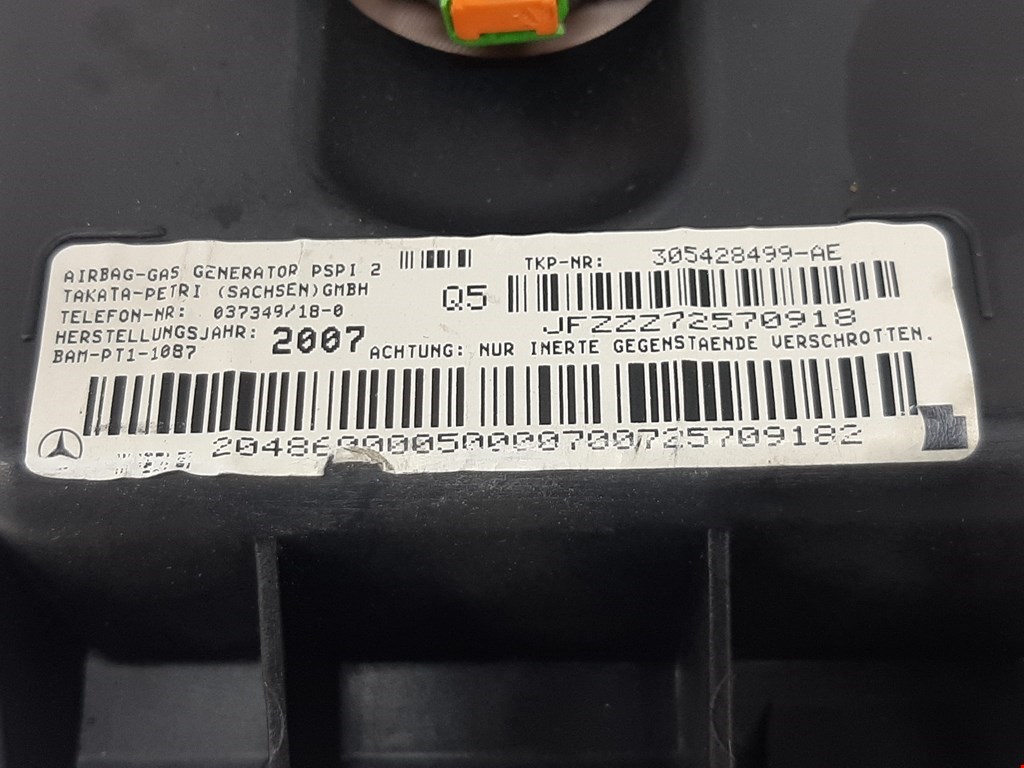 AIRBAG-GAS GENERATOR PSPI 2
TAKATA-PETRI (SACHSEN)GMBH
TELEFON-NR: 037349/18-0
HERSTELLUNGSJAHR: 2007
BAM-PT1-1087
Q5
TKP-NR: 305428499-AE
JFZZZ72570918
ACHTUNG: NUR INERTE GEGENSTAENDE VERSCHROTTEN.